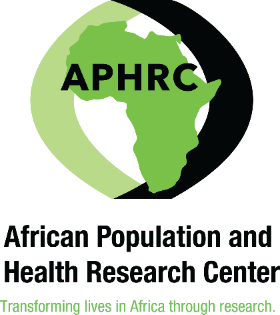 APHRC
African Population and
Health Research Center
Transforming lives in Africa through research.